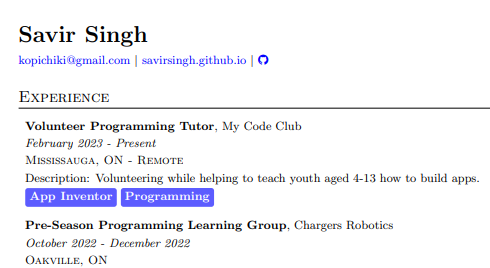 Savir Singh
kopichiki@gmail.com | savirsingh.github.io |
Experience
Volunteer Programming Tutor, My Code Club
February 2023 - Present
Mississauga, ON - Remote
Description: Volunteering while helping to teach youth aged 4-13 how to build apps.
App Inventor Programming
Pre-Season Programming Learning Group, Chargers Robotics
October 2022 - December 2022
Oakville, ON